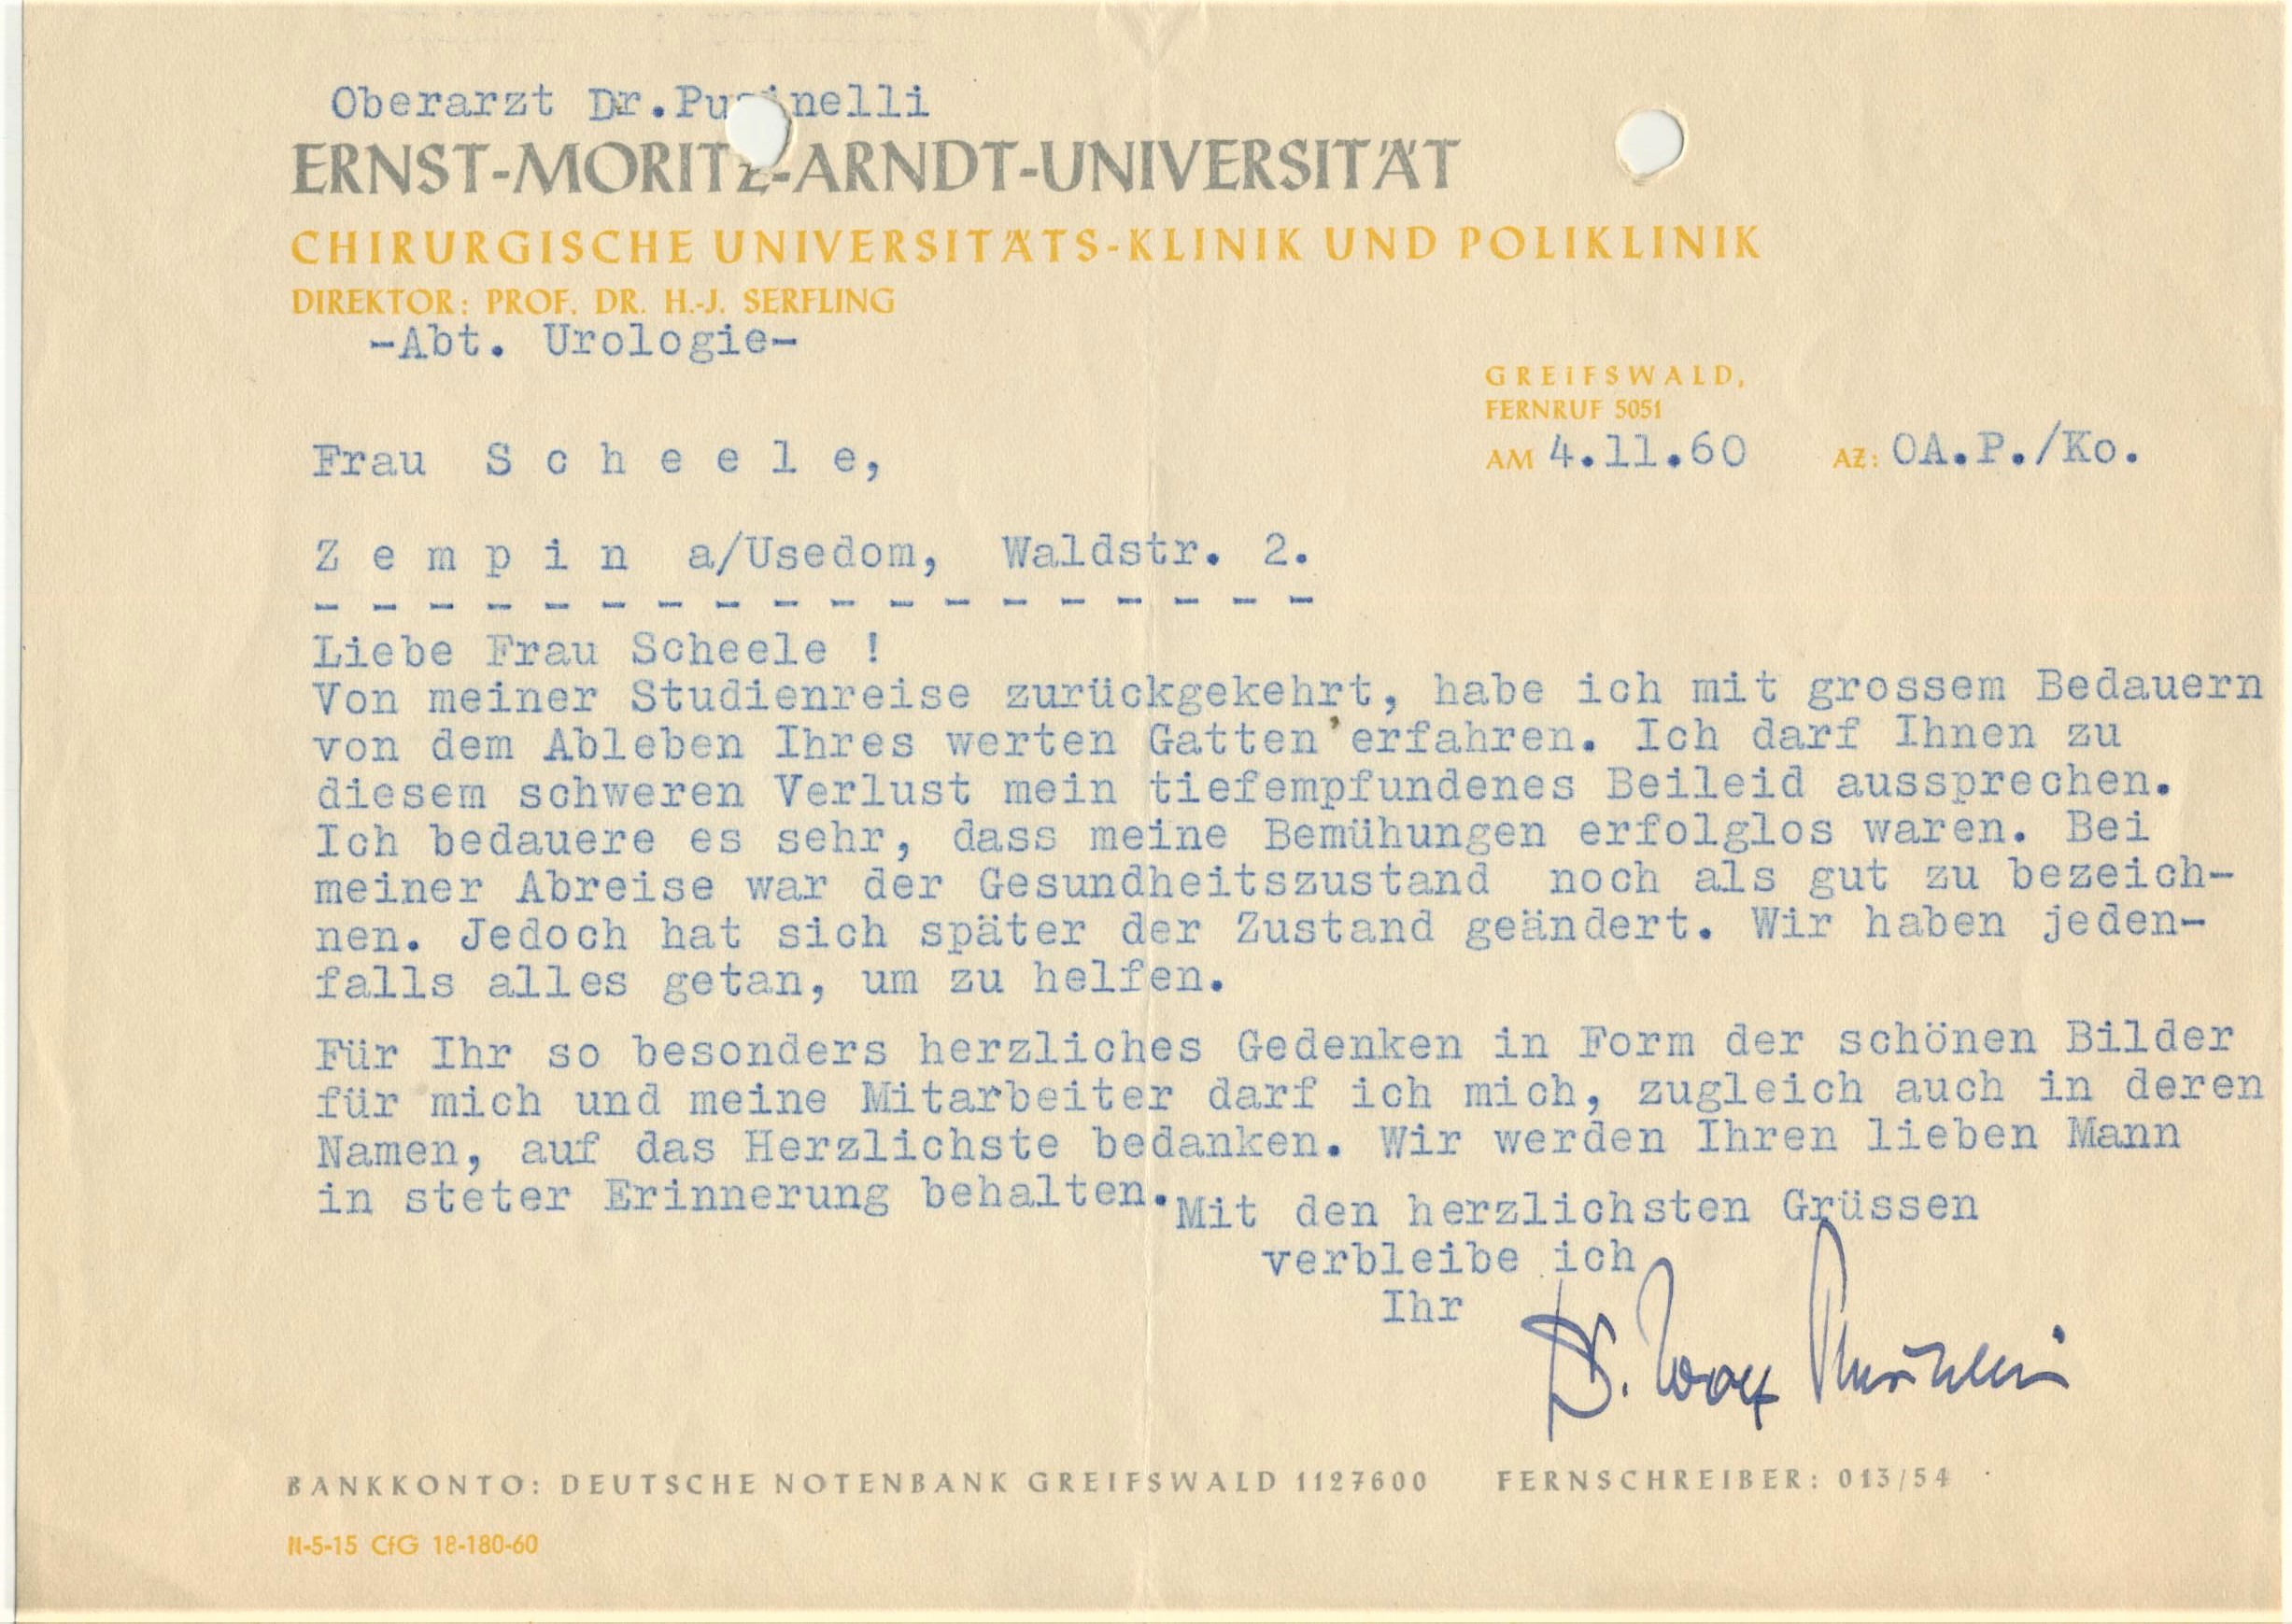 Oberarzt Dr.
ERNST-MORITZ-ARNDT-UNIVERSITÄT
CHIRURGISCHE UNIVERSITÄTS-KLINIK UND POLIKLINIK
DIREKTOR: PROF. DR. H.-J. SERFLING
-Abt. Urologie-
GREIFSWALD,
FERNRUF 5051
AM 4.11.60 AZ: OA.P./Ko.
Frau S c h e e l e,
Z e m p i n a/Usedom, Waldstr. 2.
- - - - - - - - - - - - - - - - - -
Liebe Frau Scheele !
Von meiner Studienreise zurückgekehrt, habe ich mit grossem Bedauern
von dem Ableben Ihres werten Gatten erfahren. Ich darf Ihnen zu
diesem schweren Verlust mein tiefempfundenes Beileid aussprechen.
Ich bedauere es sehr, dass meine Bemühungen erfolglos waren. Bei
meiner Abreise war der Gesundheitszustand noch als gut zu bezeich-
nen. Jedoch hat sich später der Zustand geändert. Wir haben jeden-
falls alles getan, um zu helfen.
Für Ihr so besonders herzliches Gedenken in Form der schönen Bilder
für mich und meine Mitarbeiter darf ich mich, zugleich auch in deren
Namen, auf das Herzlichste bedanken. Wir werden Ihren lieben Mann
in steter Erinnerung behalten.
Mit den herzlichsten Grüssen
verbleibe ich
Ihr
BANKKONTO: DEUTSCHE NOTENBANK GREIFSWALD 1127600 FERNSCHREIBER: 013/54
N-5-15 CfG 18-180-60